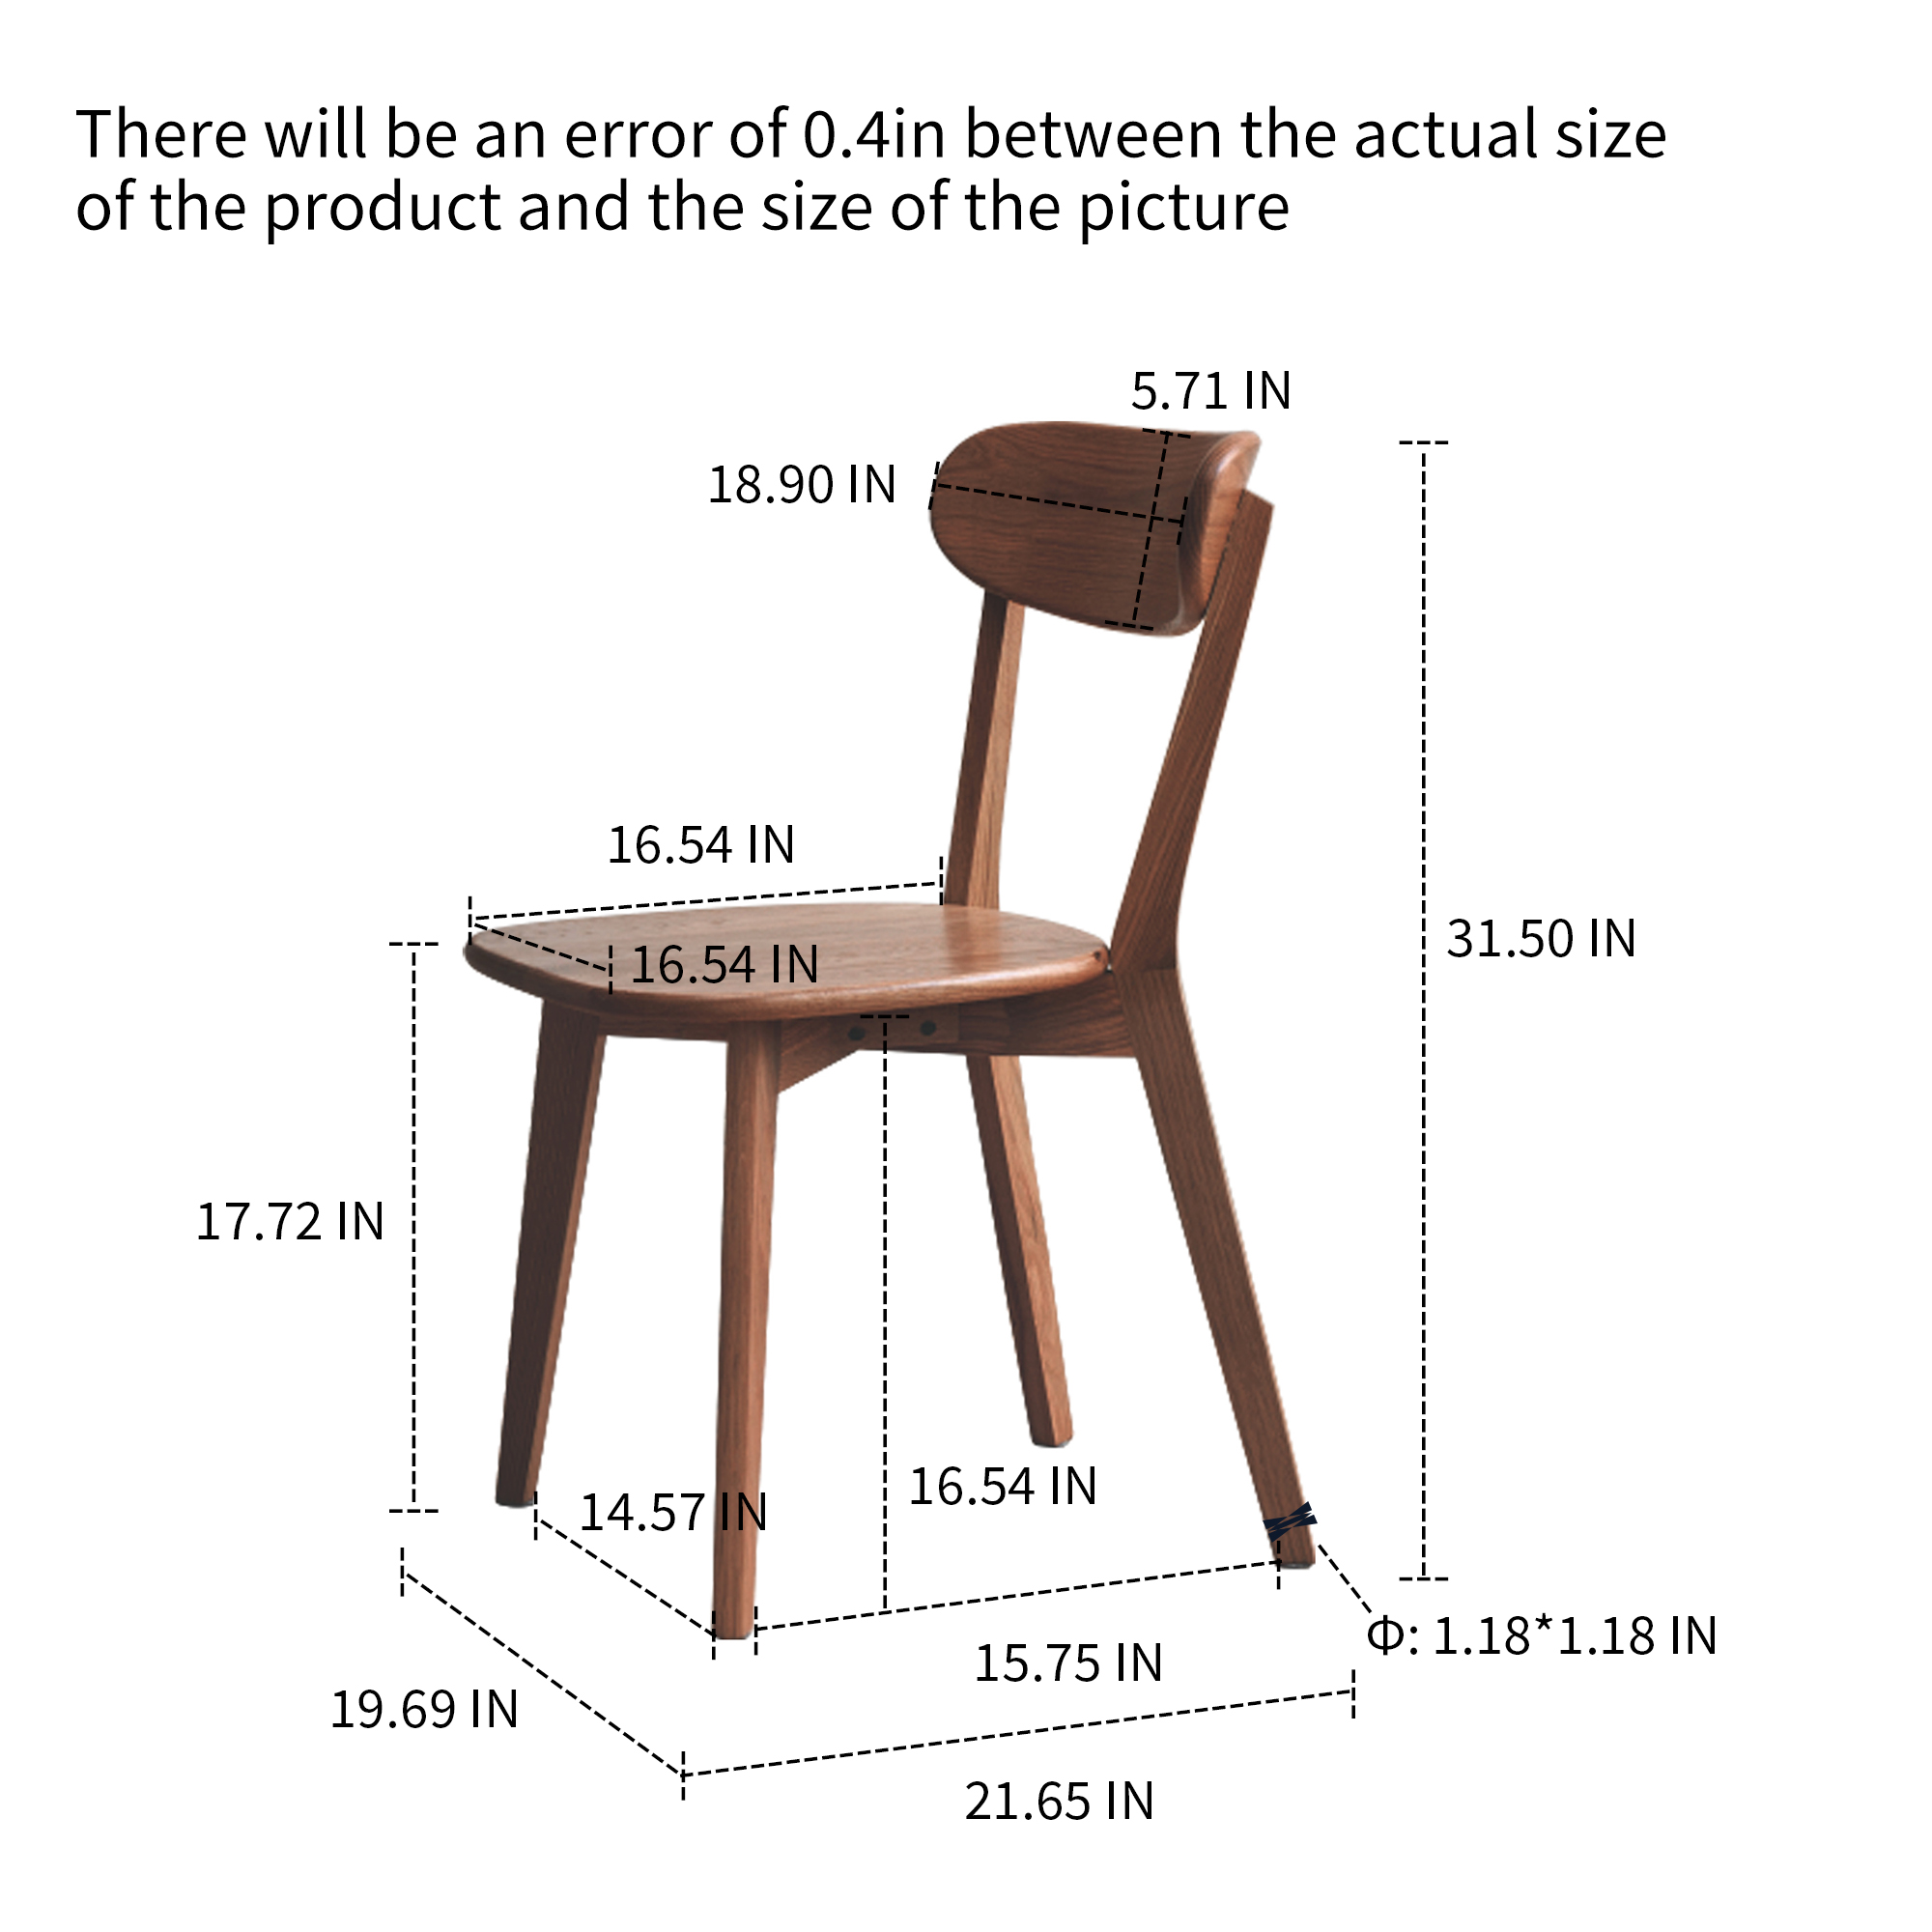 There will be an error of 0.4in between the actual size
of the product and the size of the picture
5.71 IN
18.90 IN
16.54 IN
31.50 IN
16.54 IN
17.72 IN
16.54 IN
14.57 IN
Φ: 1.18*1.18 IN
15.75 IN
19.69 IN
21.65 IN